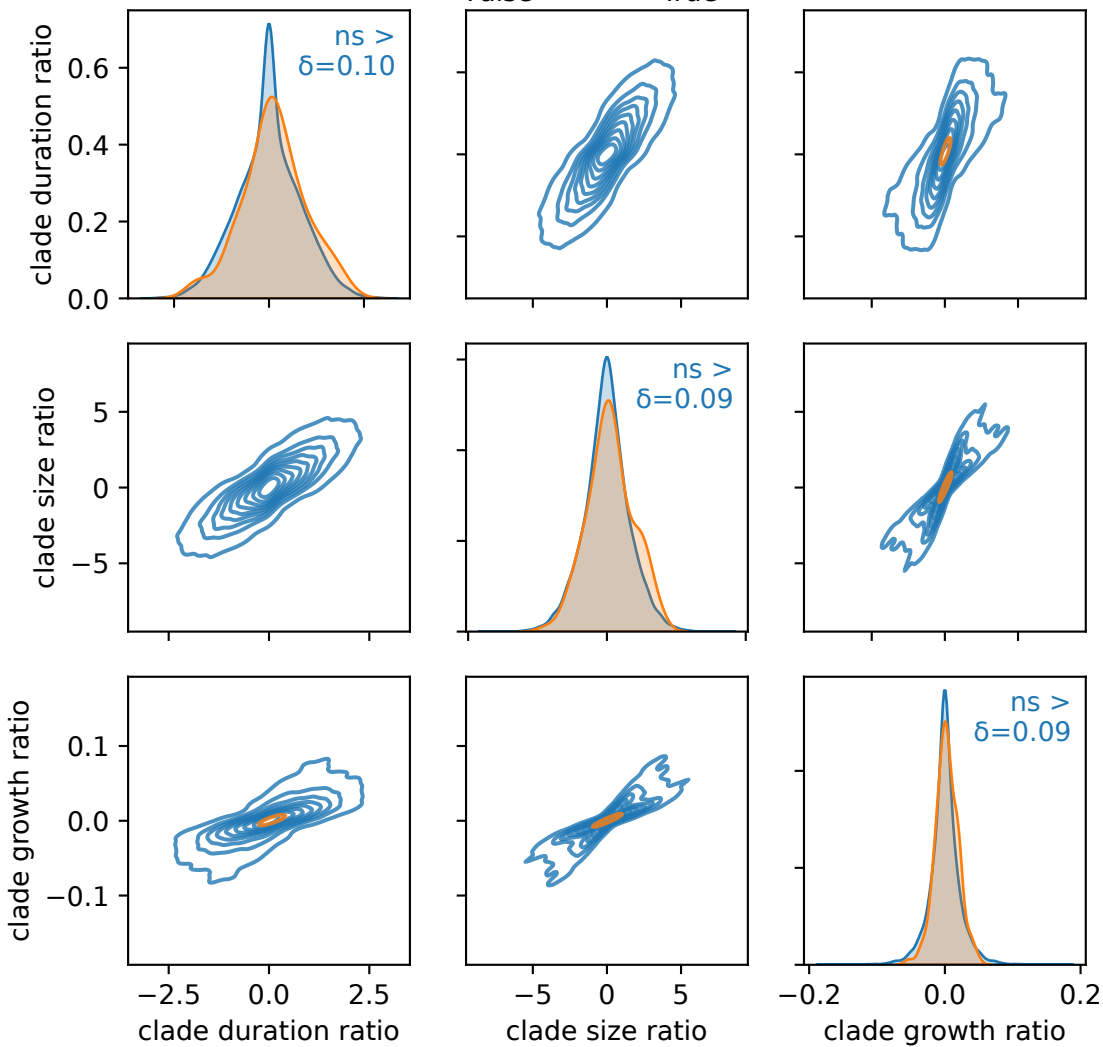 clade duration ratio
0.6
0.4
0.2
0.0
ns >
δ=0.10
clade size ratio
5
0
−5
ns >
δ=0.09
clade growth ratio
0.1
0.0
−0.1
ns >
δ=0.09
−2.5 0.0 2.5
−5 0 5
−0.2 0.0 0.2
clade duration ratio
clade size ratio
clade growth ratio